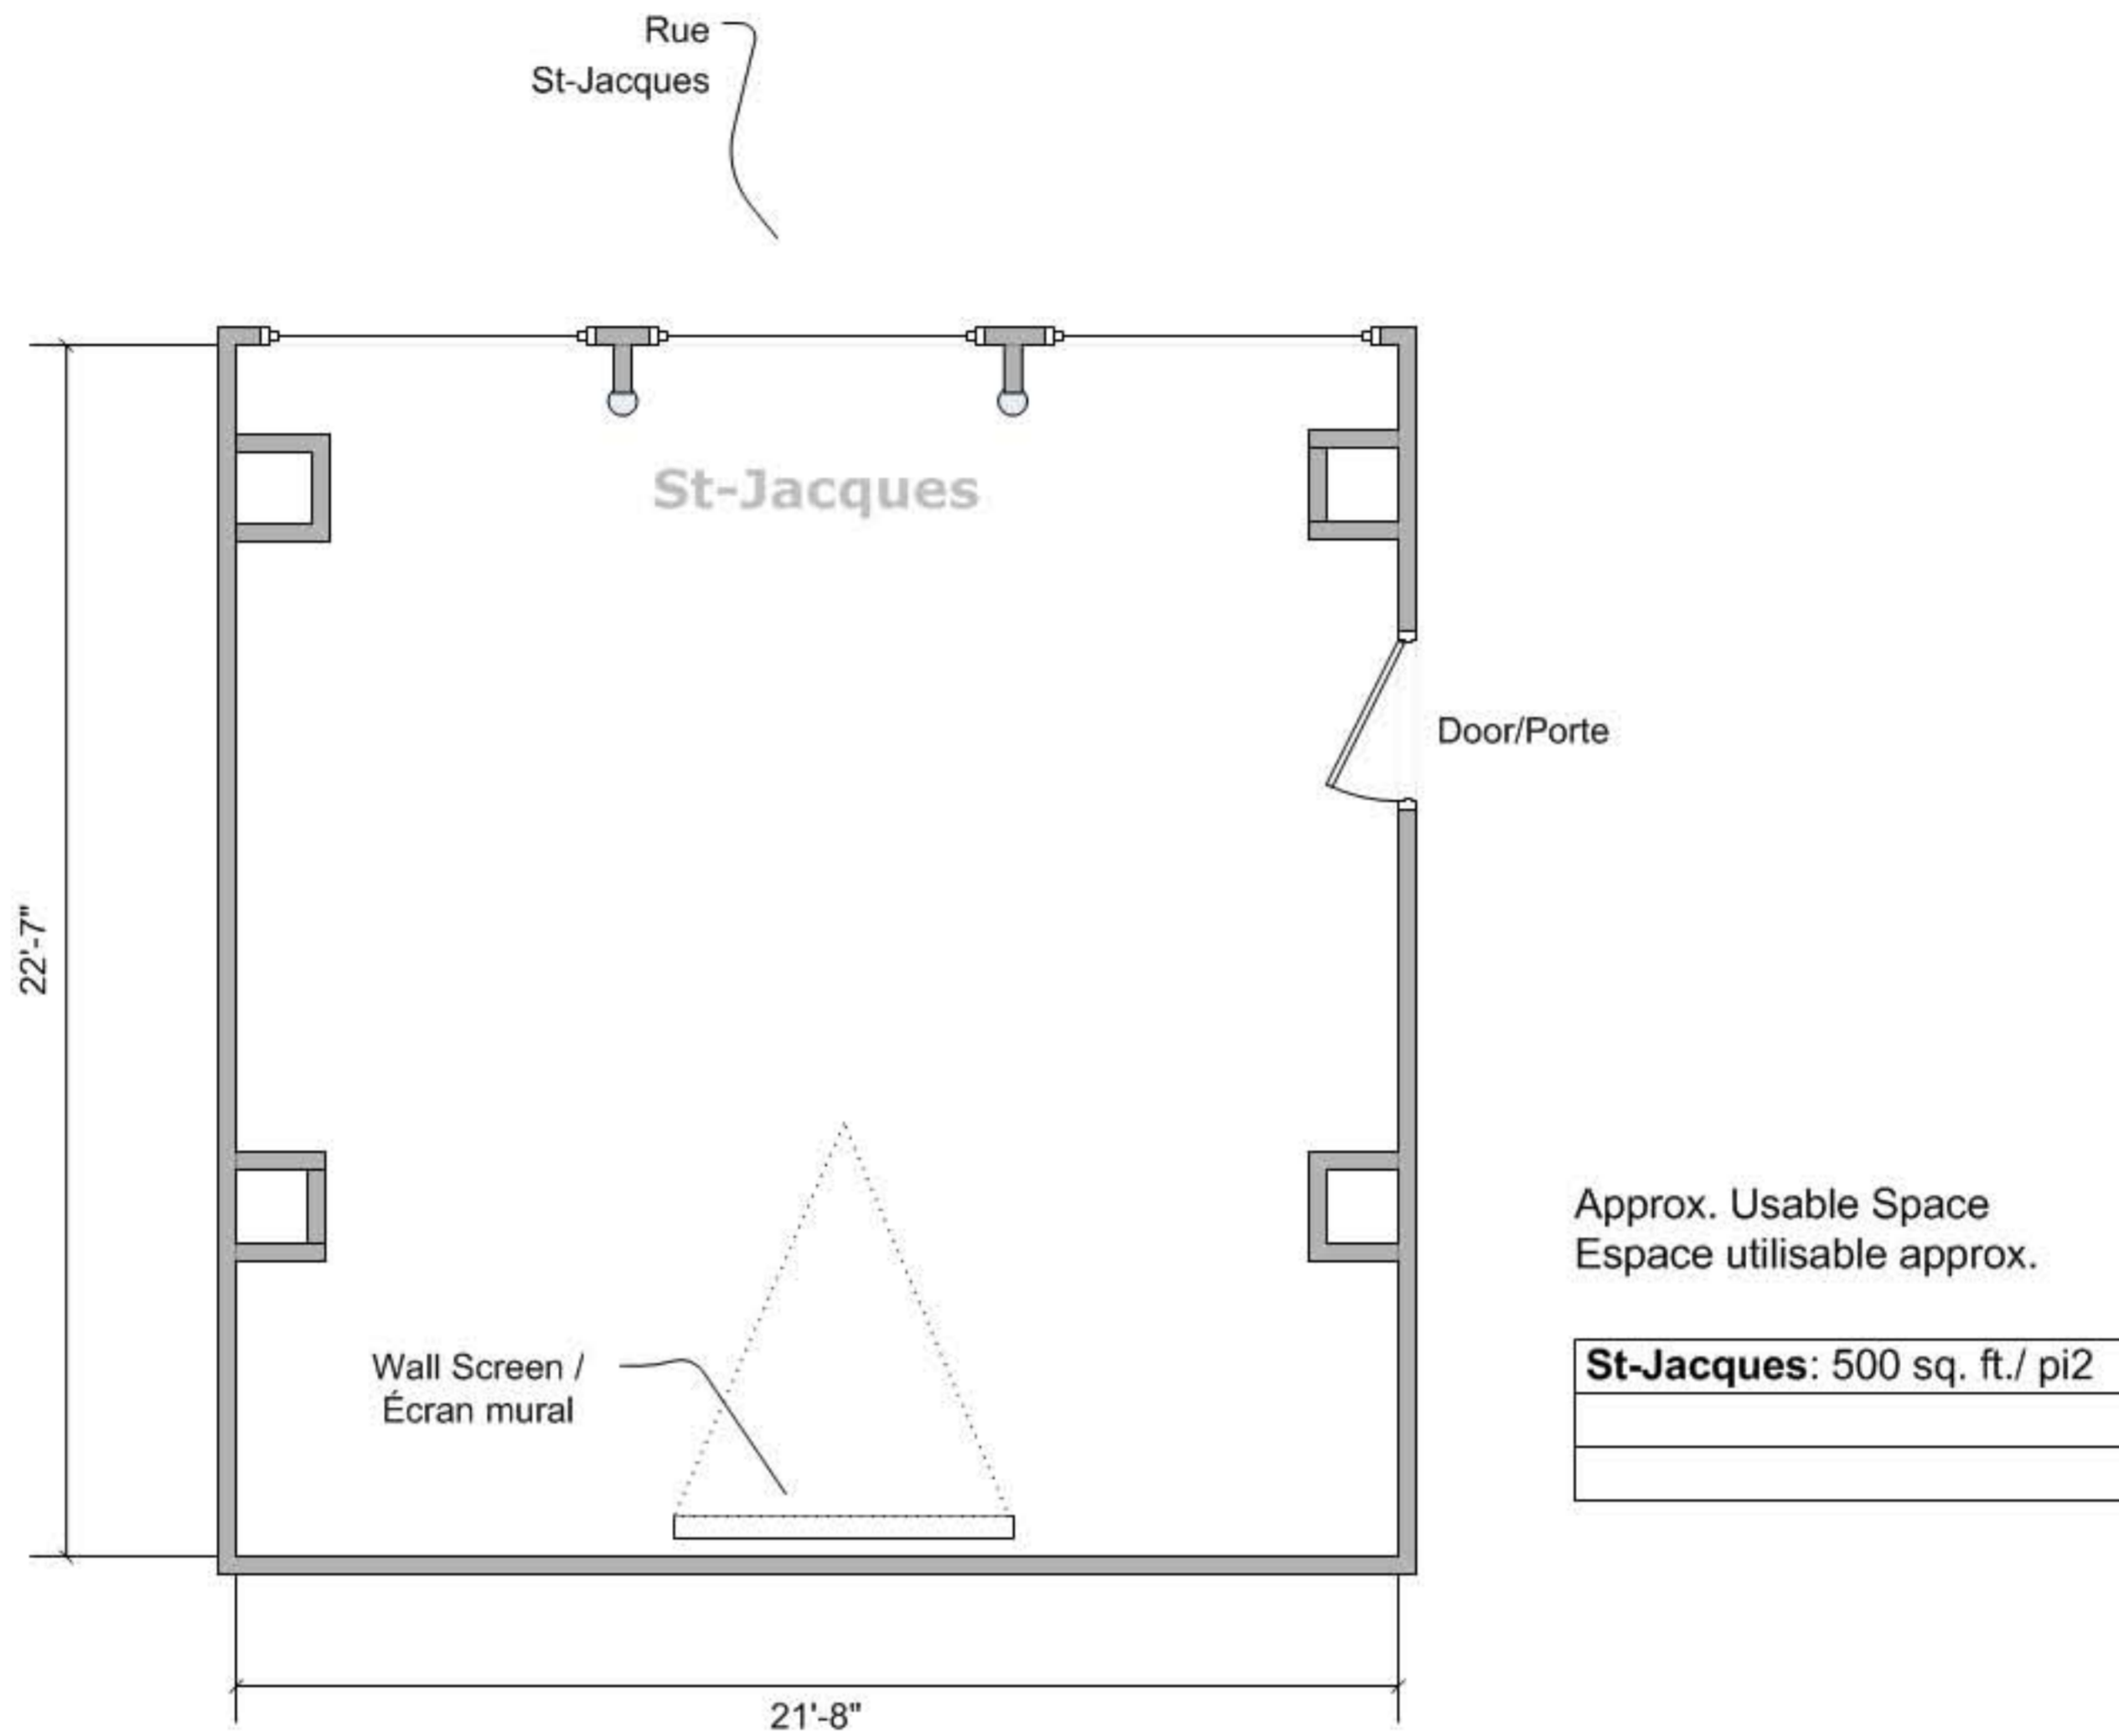 Rue
St-Jacques
St-Jacques
Door/Porte
22'-7"
Approx. Usable Space
Espace utilisable approx.
St-Jacques: 500 sq. ft./ pi2
Wall Screen /
Écran mural
21'-8"